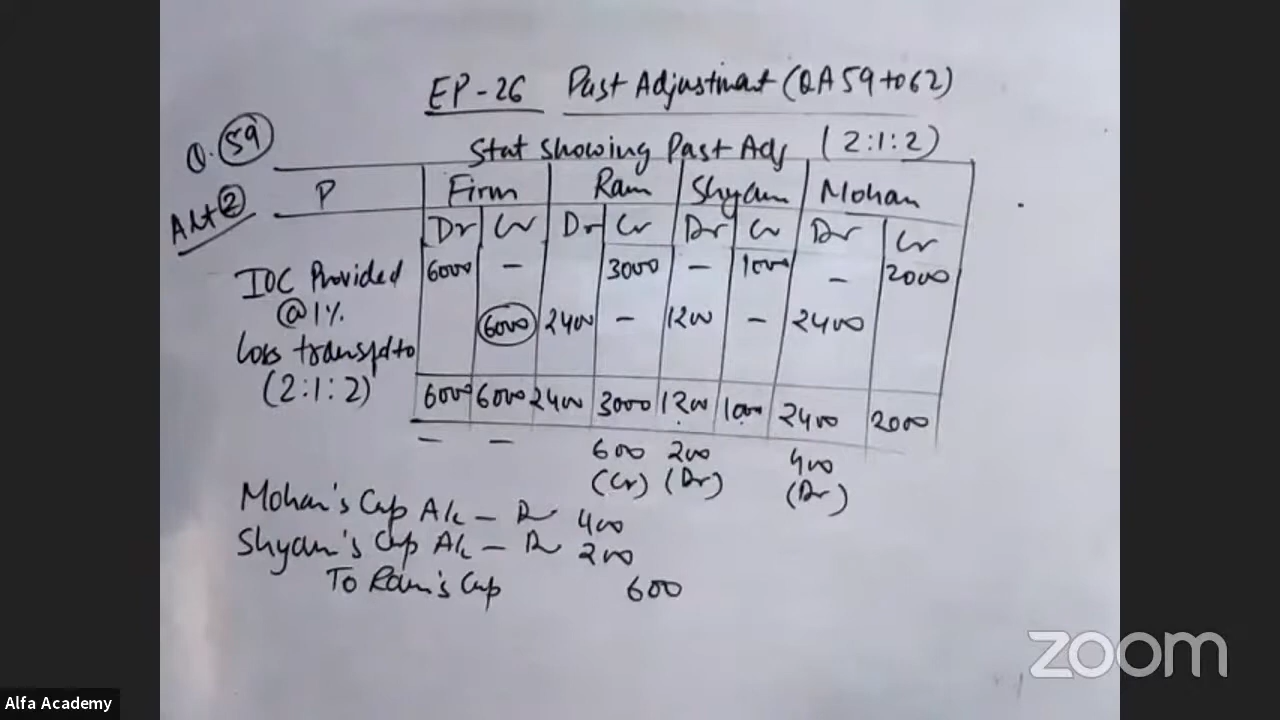 EP-26 Past Adjustment (QA 59 to 62)
Q. 59
Stat showing Past Adj (2:1:2)
Alt 2
P Firm Ram Shyam Mohan
Dr Cr Dr Cr Dr Cr Dr Cr
IOC Provided 6000 - 3000 - 1000 - 2000
@1%
6000 2400 - 1200 - 2400
Loss transfd to
(2:1:2)
6000 6000 2400 3000 1200 1000 2400 2000
- - 600 200 400
(Cr) (Dr) (Dr)
Mohan's Cap A/c - Dr 400
Shyam's Cap A/c - Dr 200
To Ram's Cap 600
zoom
Alfa Academy